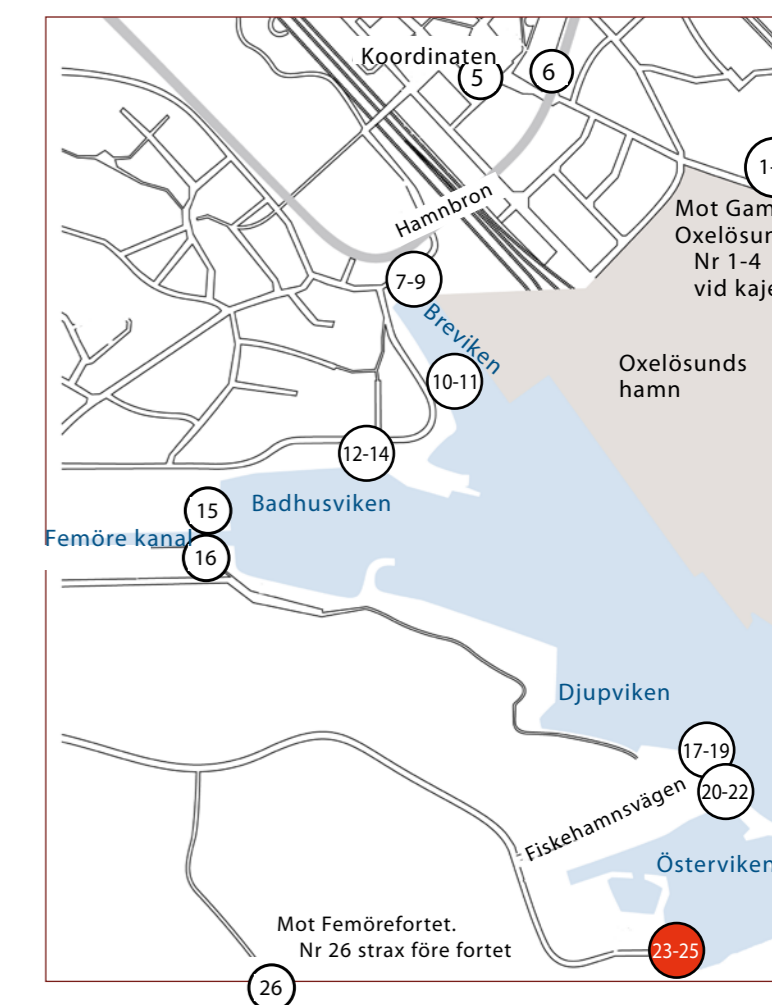 Koordinaten
5
6
1-
Hamnbron
Mot Gam
Oxelösun
Nr 1-4
vid kaje
7-9
Breviken
Oxelösunds
hamn
10-11
12-14
15
Badhusviken
Femöre kanal
16
Djupviken
17-19
20-22
Fiskehamnsvägen
Österviken
Mot Femörefortet.
Nr 26 strax före fortet
23-25
26